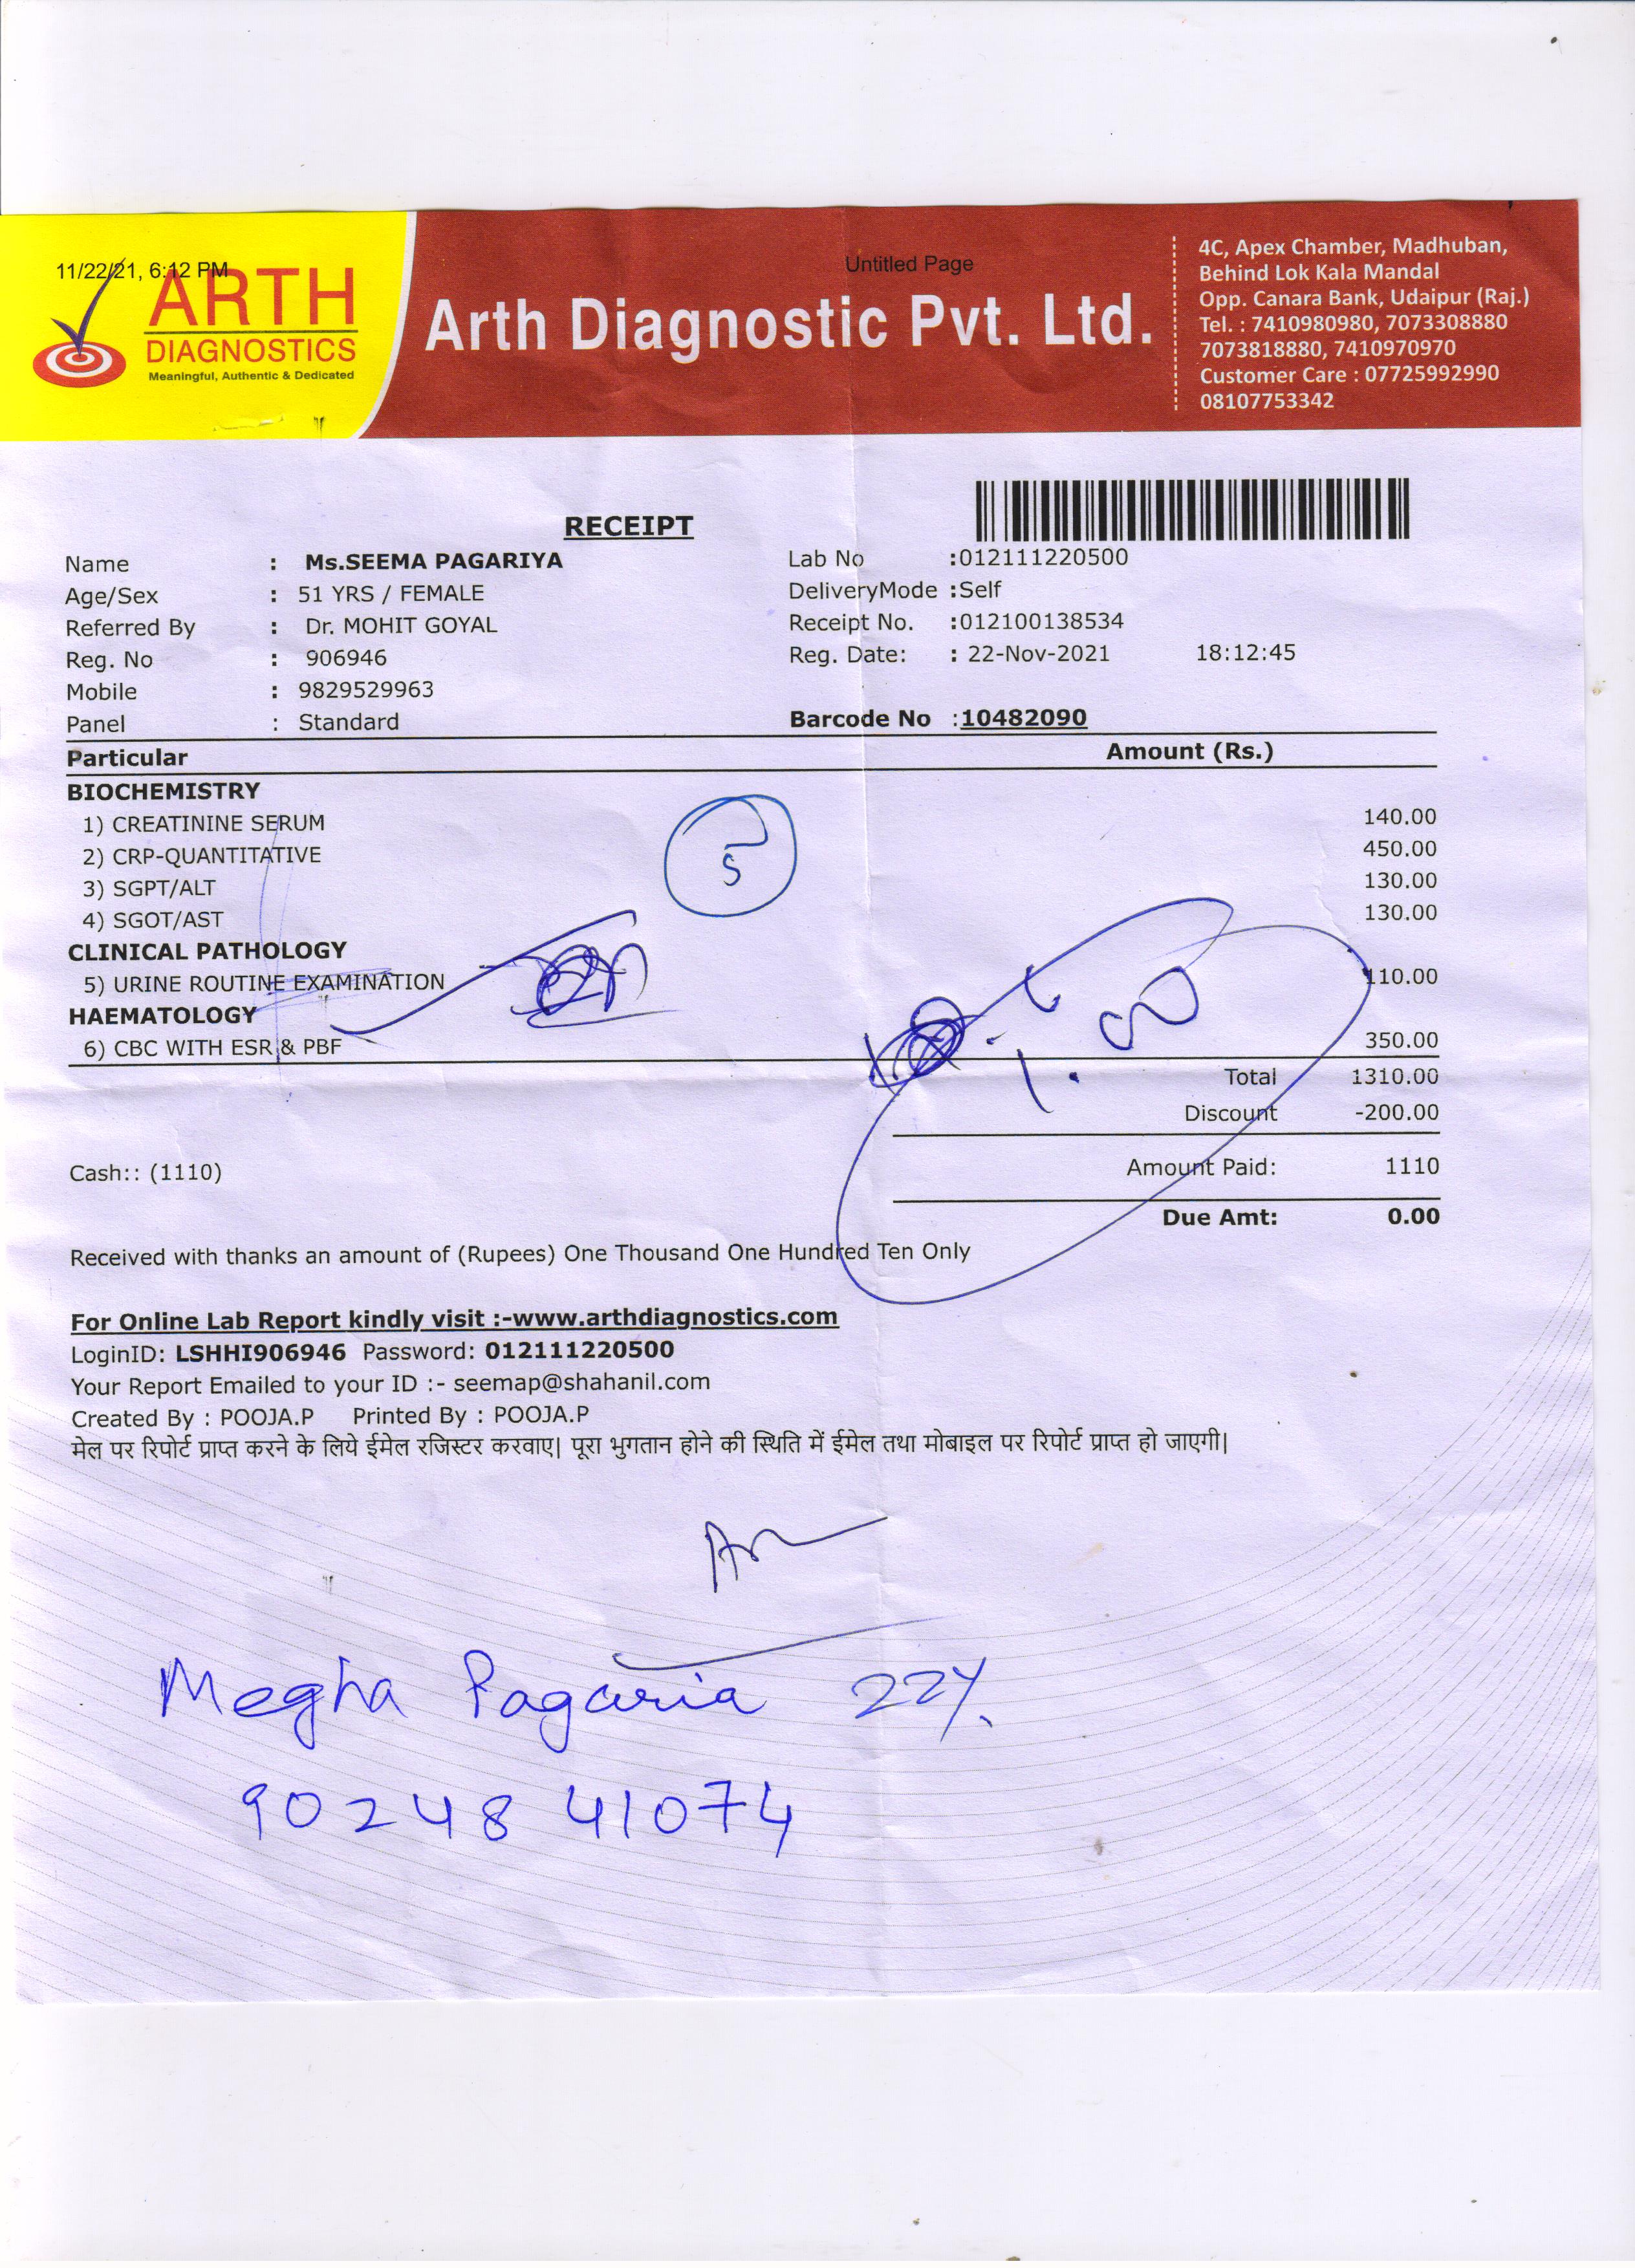 11/22/21, 6:12 PM
Untitled Page
ARTH
DIAGNOSTICS
Meaningful, Authentic & Dedicated
Arth Diagnostic Pvt. Ltd.
4C, Apex Chamber, Madhuban,
Behind Lok Kala Mandal
Opp. Canara Bank, Udaipur (Raj.)
Tel. : 7410980980, 7073308880
7073818880, 7410970970
Customer Care : 07725992990
08107753342
RECEIPT
Name : Ms.SEEMA PAGARIYA Lab No :012111220500
Age/Sex : 51 YRS / FEMALE DeliveryMode :Self
Referred By : Dr. MOHIT GOYAL Receipt No. :012100138534
Reg. No : 906946 Reg. Date: : 22-Nov-2021 18:12:45
Mobile : 9829529963
Panel : Standard Barcode No :10482090
Particular Amount (Rs.)
BIOCHEMISTRY
1) CREATININE SERUM 140.00
2) CRP-QUANTITATIVE 450.00
3) SGPT/ALT 130.00
4) SGOT/AST 130.00
CLINICAL PATHOLOGY
5) URINE ROUTINE EXAMINATION 110.00
HAEMATOLOGY
6) CBC WITH ESR & PBF 350.00
Total 1310.00
Discount -200.00
Cash:: (1110) Amount Paid: 1110
Due Amt: 0.00
Received with thanks an amount of (Rupees) One Thousand One Hundred Ten Only
For Online Lab Report kindly visit :-www.arthdiagnostics.com
LoginID: LSHHI906946 Password: 012111220500
Your Report Emailed to your ID :- seemap@shahanil.com
Created By : POOJA.P Printed By : POOJA.P
मेल पर रिपोर्ट प्राप्त करने के लिये ईमेल रजिस्टर करवाए| पूरा भुगतान होने की स्थिति में ईमेल तथा मोबाइल पर रिपोर्ट प्राप्त हो जाएगी|
Megha Pagaria 22y.
90248 41074